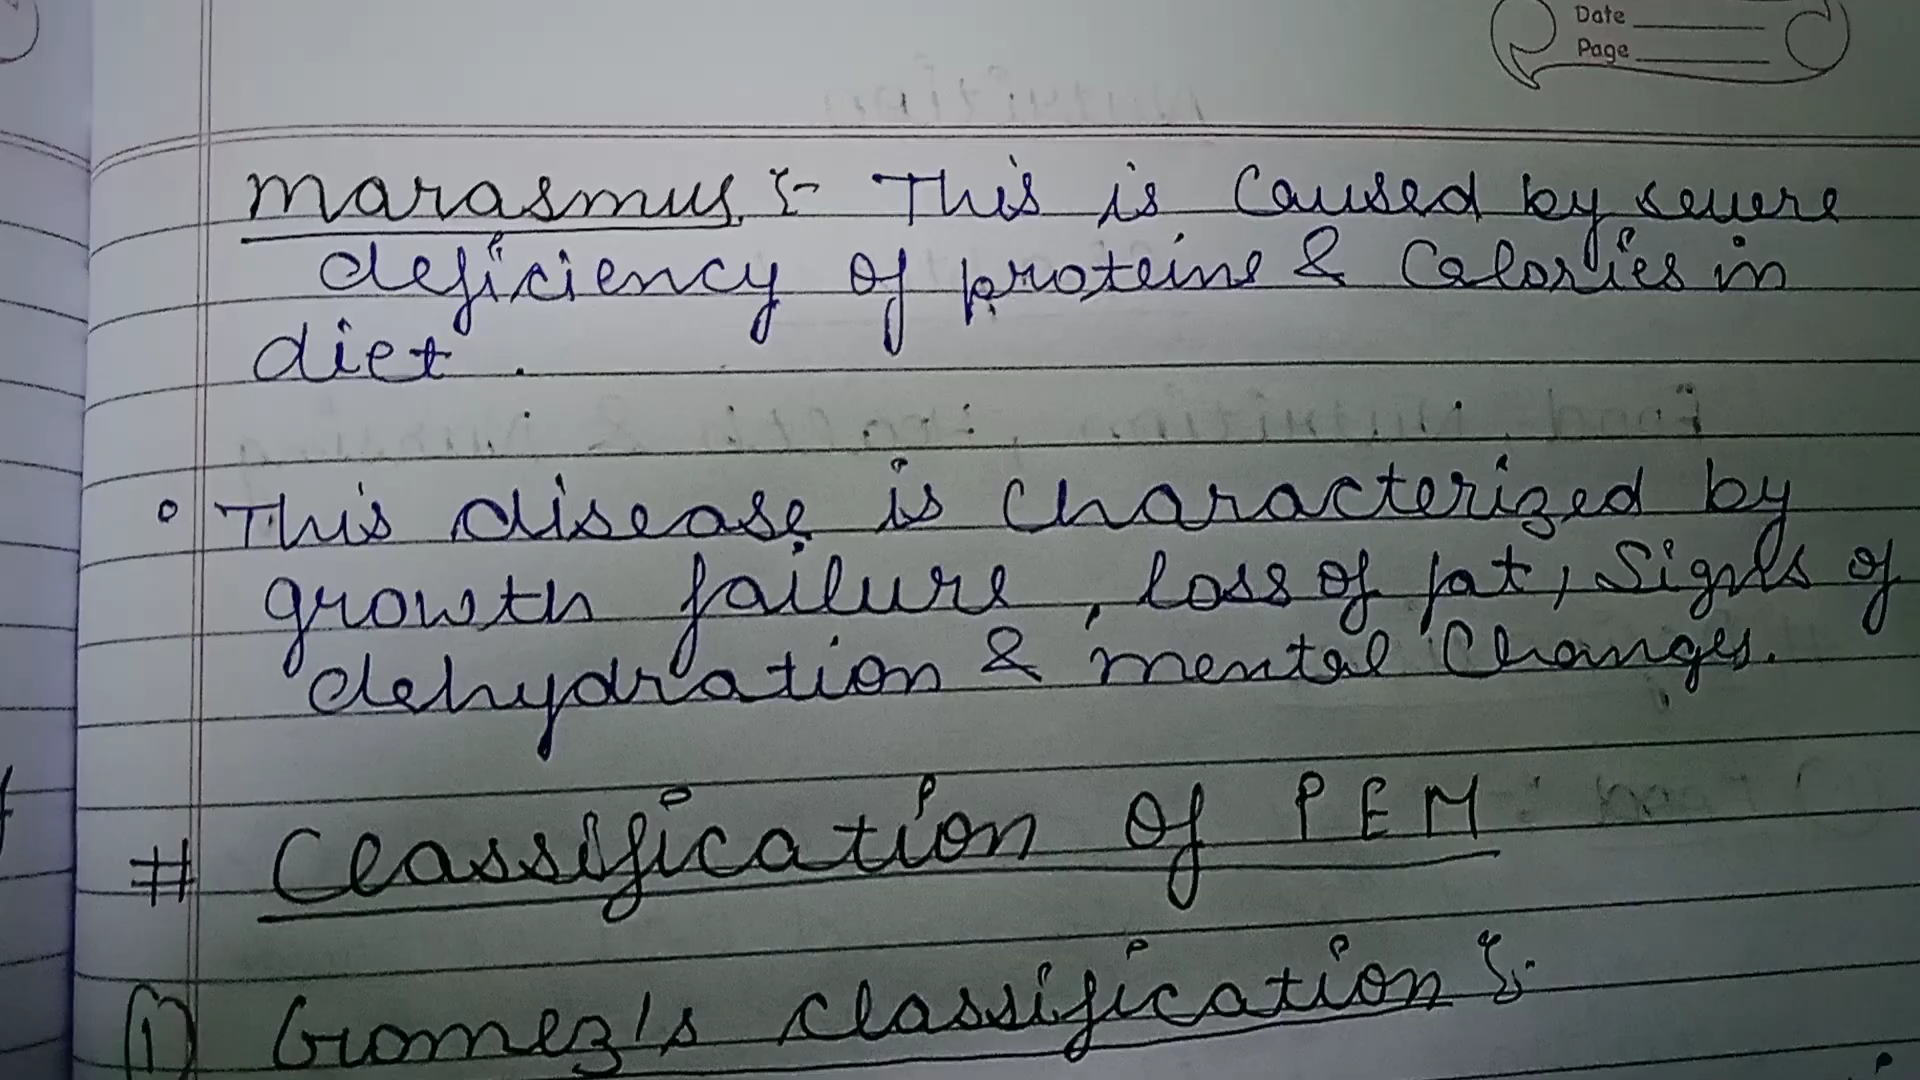 Date
Page
Marasmus :- This is caused by severe
deficiency of proteins & Calories in
diet.
• This disease is characterized by
growth failure, loss of fat, Signs of
dehydration & mental Changes.
# Classification of PEM
① Gromez's classification :-